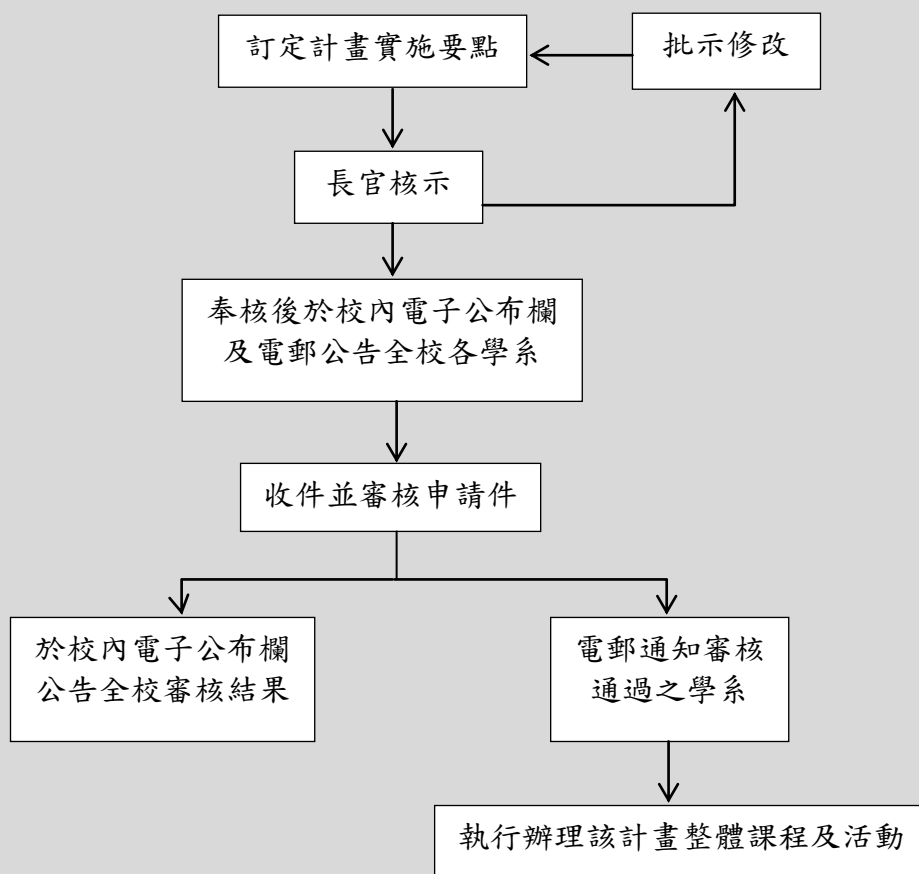 訂定計畫實施要點
批示修改
長官核示
奉核後於校內電子公布欄
及電郵公告全校各學系
收件並審核申請件
於校內電子公布欄
公告全校審核結果
電郵通知審核
通過之學系
執行辦理該計畫整體課程及活動